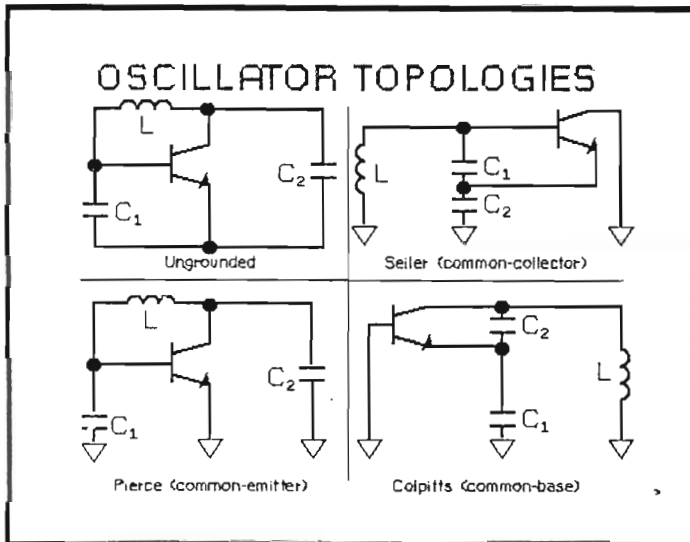 OSCILLATOR TOPOLOGIES
L
C1
C2
Ungrounded
L
C1
C2
Seiler (common-collector)
L
C1
C2
Pierce (common-emitter)
C2
L
C1
Colpitts (common-base)